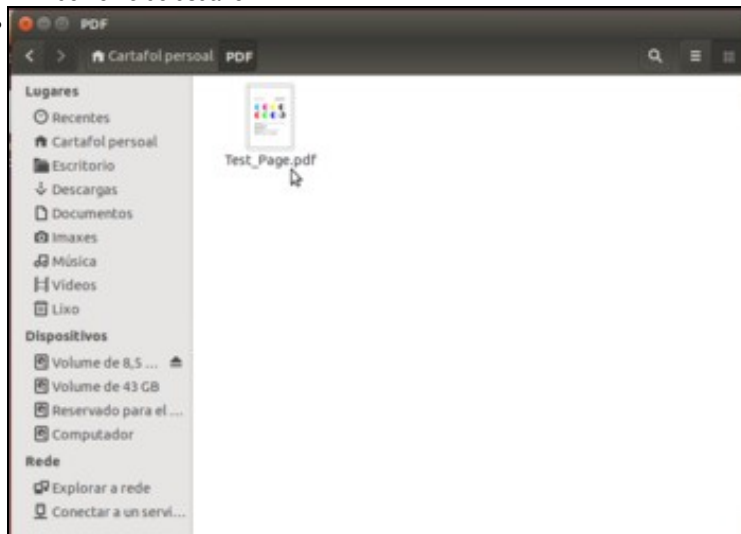 PDF
Cartafol persoal PDF
Lugares
Recentes
Cartafol persoal
Escritorio
Descargas
Documentos
Imaxes
Música
Vídeos
Lixo
Dispositivos
Volume de 8,5 ...
Volume de 43 GB
Reservado para el ...
Computador
Rede
Explorar a rede
Conectar a un servi...
Test_Page.pdf